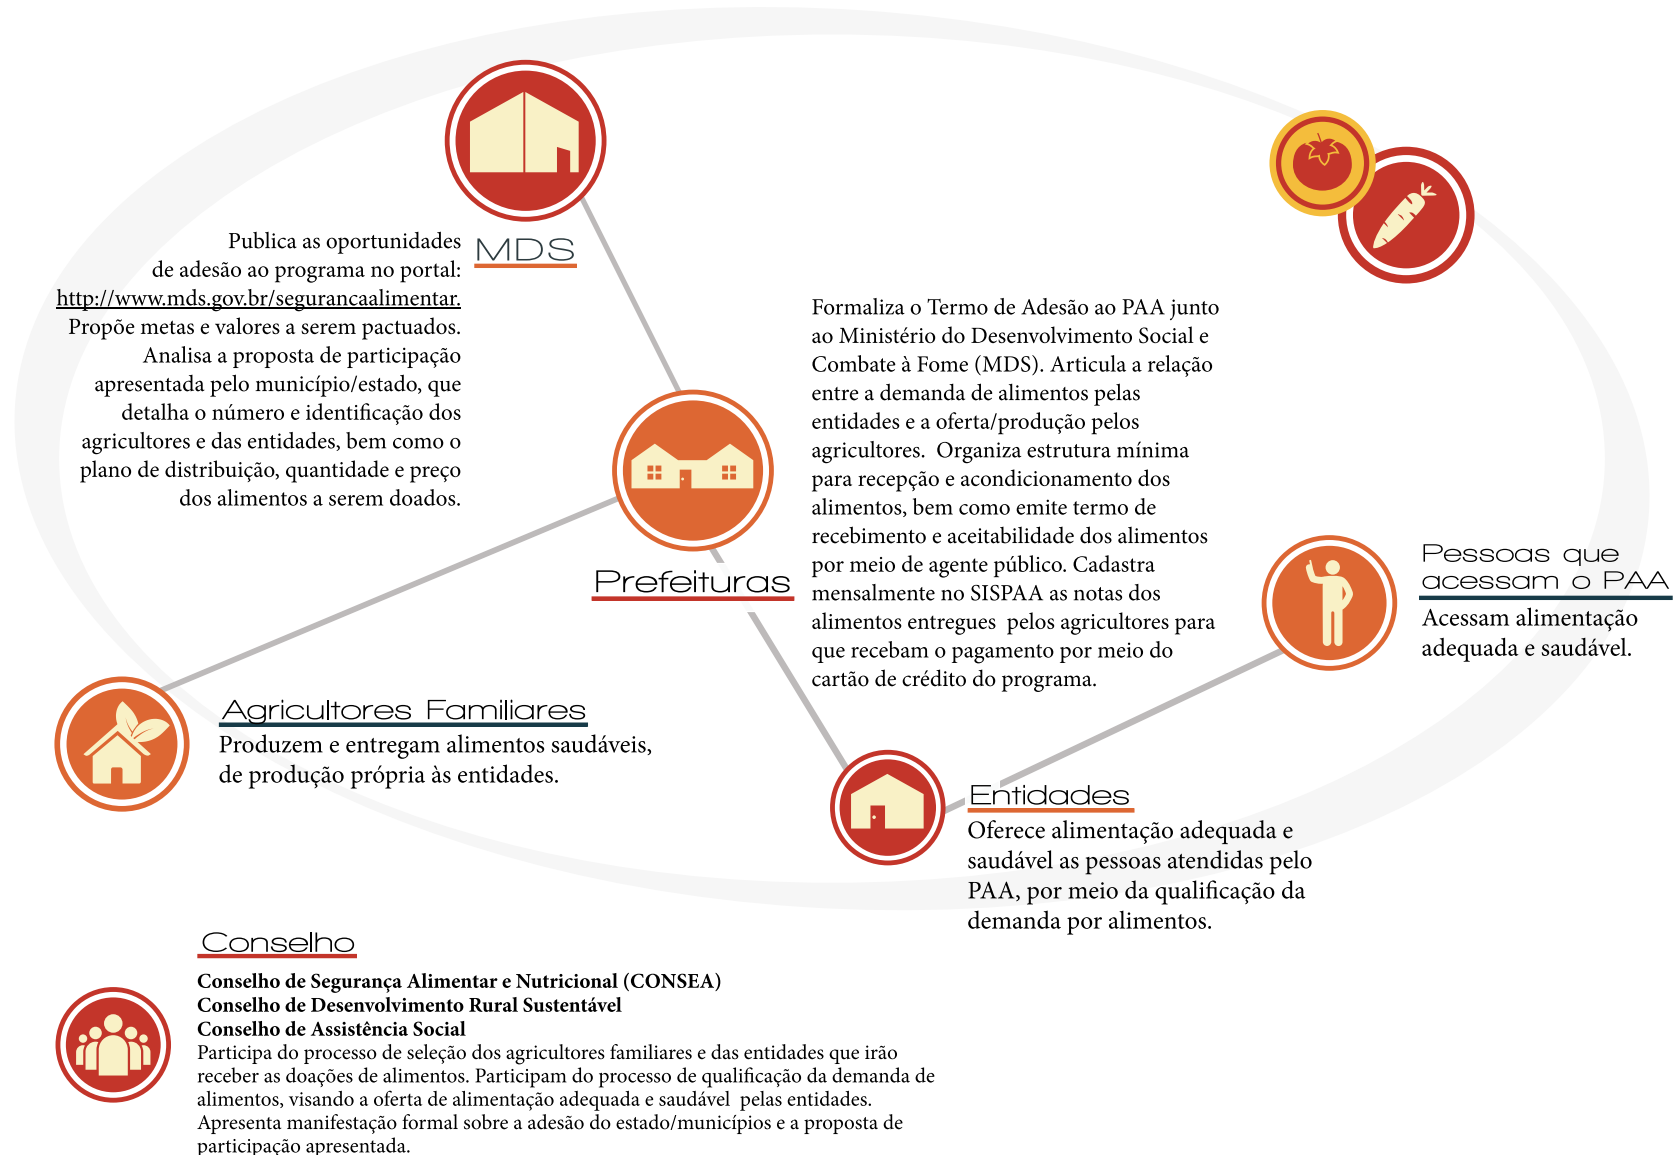 MDS
Publica as oportunidades
de adesão ao programa no portal:
http://www.mds.gov.br/segurancaalimentar.
Propõe metas e valores a serem pactuados.
Analisa a proposta de participação
apresentada pelo município/estado, que
detalha o número e identificação dos
agricultores e das entidades, bem como o
plano de distribuição, quantidade e preço
dos alimentos a serem doados.
Prefeituras
Formaliza o Termo de Adesão ao PAA junto
ao Ministério do Desenvolvimento Social e
Combate à Fome (MDS). Articula a relação
entre a demanda de alimentos pelas
entidades e a oferta/produção pelos
agricultores.  Organiza estrutura mínima
para recepção e acondicionamento dos
alimentos, bem como emite termo de
recebimento e aceitabilidade dos alimentos
por meio de agente público. Cadastra
mensalmente no SISPAA as notas dos
alimentos entregues  pelos agricultores para
que recebam o pagamento por meio do
cartão de crédito do programa.
Pessoas que
acessam o PAA
Acessam alimentação
adequada e saudável.
Agricultores Familiares
Produzem e entregam alimentos saudáveis,
de produção própria às entidades.
Entidades
Oferece alimentação adequada e
saudável as pessoas atendidas pelo
PAA, por meio da qualificação da
demanda por alimentos.
Conselho
Conselho de Segurança Alimentar e Nutricional (CONSEA)
Conselho de Desenvolvimento Rural Sustentável
Conselho de Assistência Social
Participa do processo de seleção dos agricultores familiares e das entidades que irão
receber as doações de alimentos. Participam do processo de qualificação da demanda de
alimentos, visando a oferta de alimentação adequada e saudável  pelas entidades.
Apresenta manifestação formal sobre a adesão do estado/municípios e a proposta de
participação apresentada.